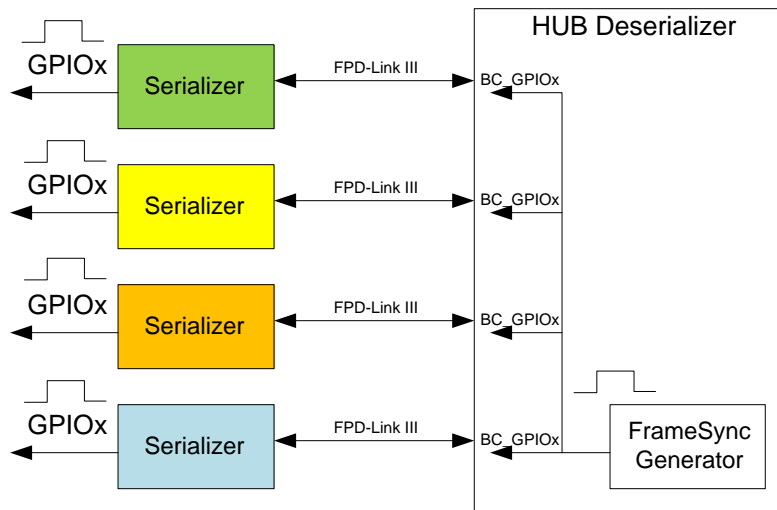 HUB Deserializer
GPIOx
Serializer
FPD-Link III
BC_GPIOx
GPIOx
Serializer
FPD-Link III
BC_GPIOx
GPIOx
Serializer
FPD-Link III
BC_GPIOx
GPIOx
Serializer
FPD-Link III
BC_GPIOx
FrameSync
Generator